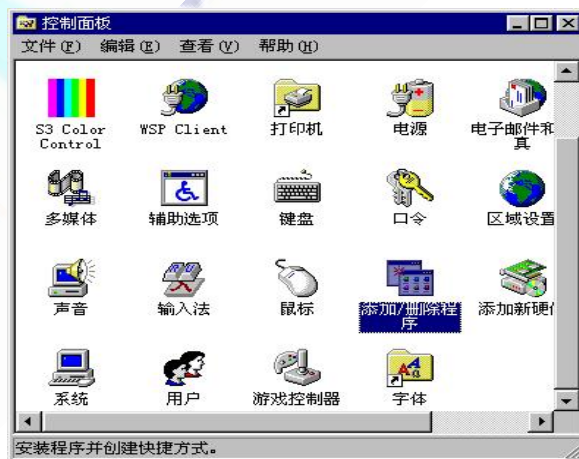 控制面板
文件(F) 编辑(E) 查看(V) 帮助(H)
S3 Color
Control
WSP Client
打印机
电源
电子邮件和
真
多媒体
辅助选项
键盘
口令
区域设置
声音
输入法
鼠标
添加/删除程
序
添加新硬件
系统
用户
游戏控制器
字体
安装程序并创建快捷方式。